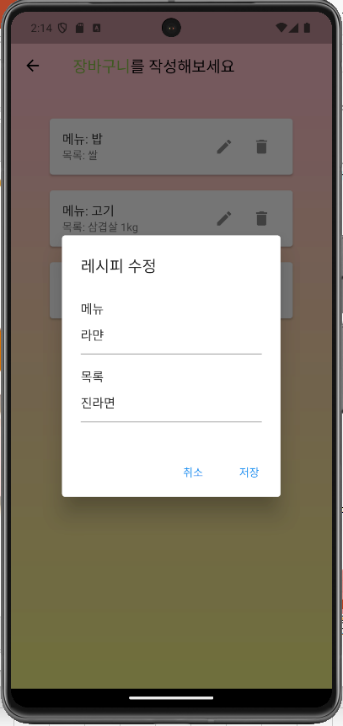 2:14
장바구니를 작성해보세요
메뉴: 밥
목록: 쌀
메뉴: 고기
목록: 삼겹살 1kg
레시피 수정
메뉴
라먄
목록
진라면
취소 저장